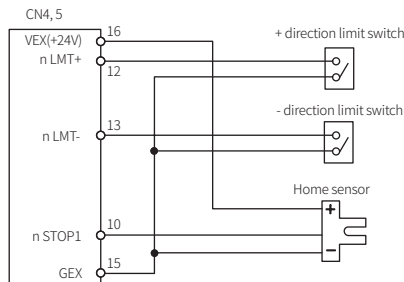 CN4, 5
VEX(+24V)
16
n LMT+
12
+ direction limit switch
n LMT-
13
- direction limit switch
Home sensor
+
n STOP1
10
-
GEX
15